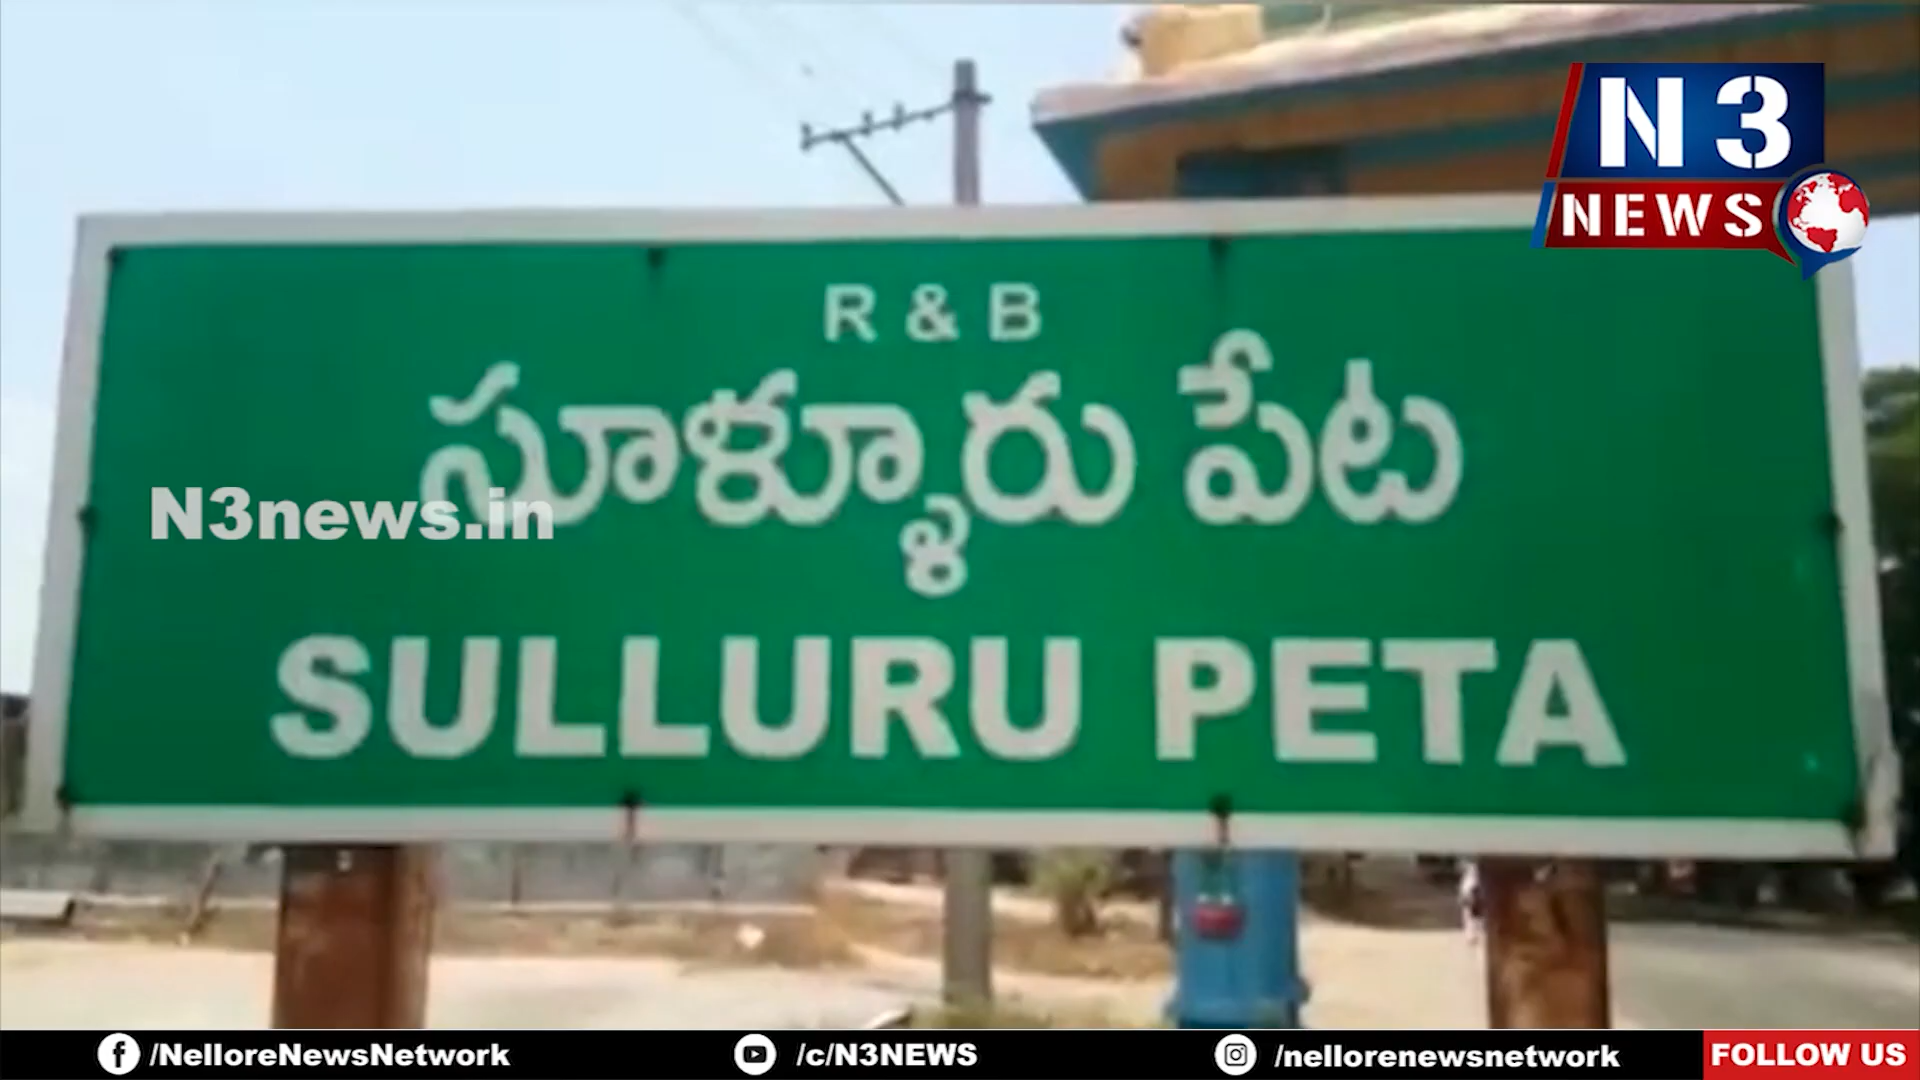 N 3
NEWS
R & B
సూళ్ళూరు పేట
N3news.in
SULLURU PETA
/NelloreNewsNetwork
/c/N3NEWS
/nellorenewsnetwork
FOLLOW US